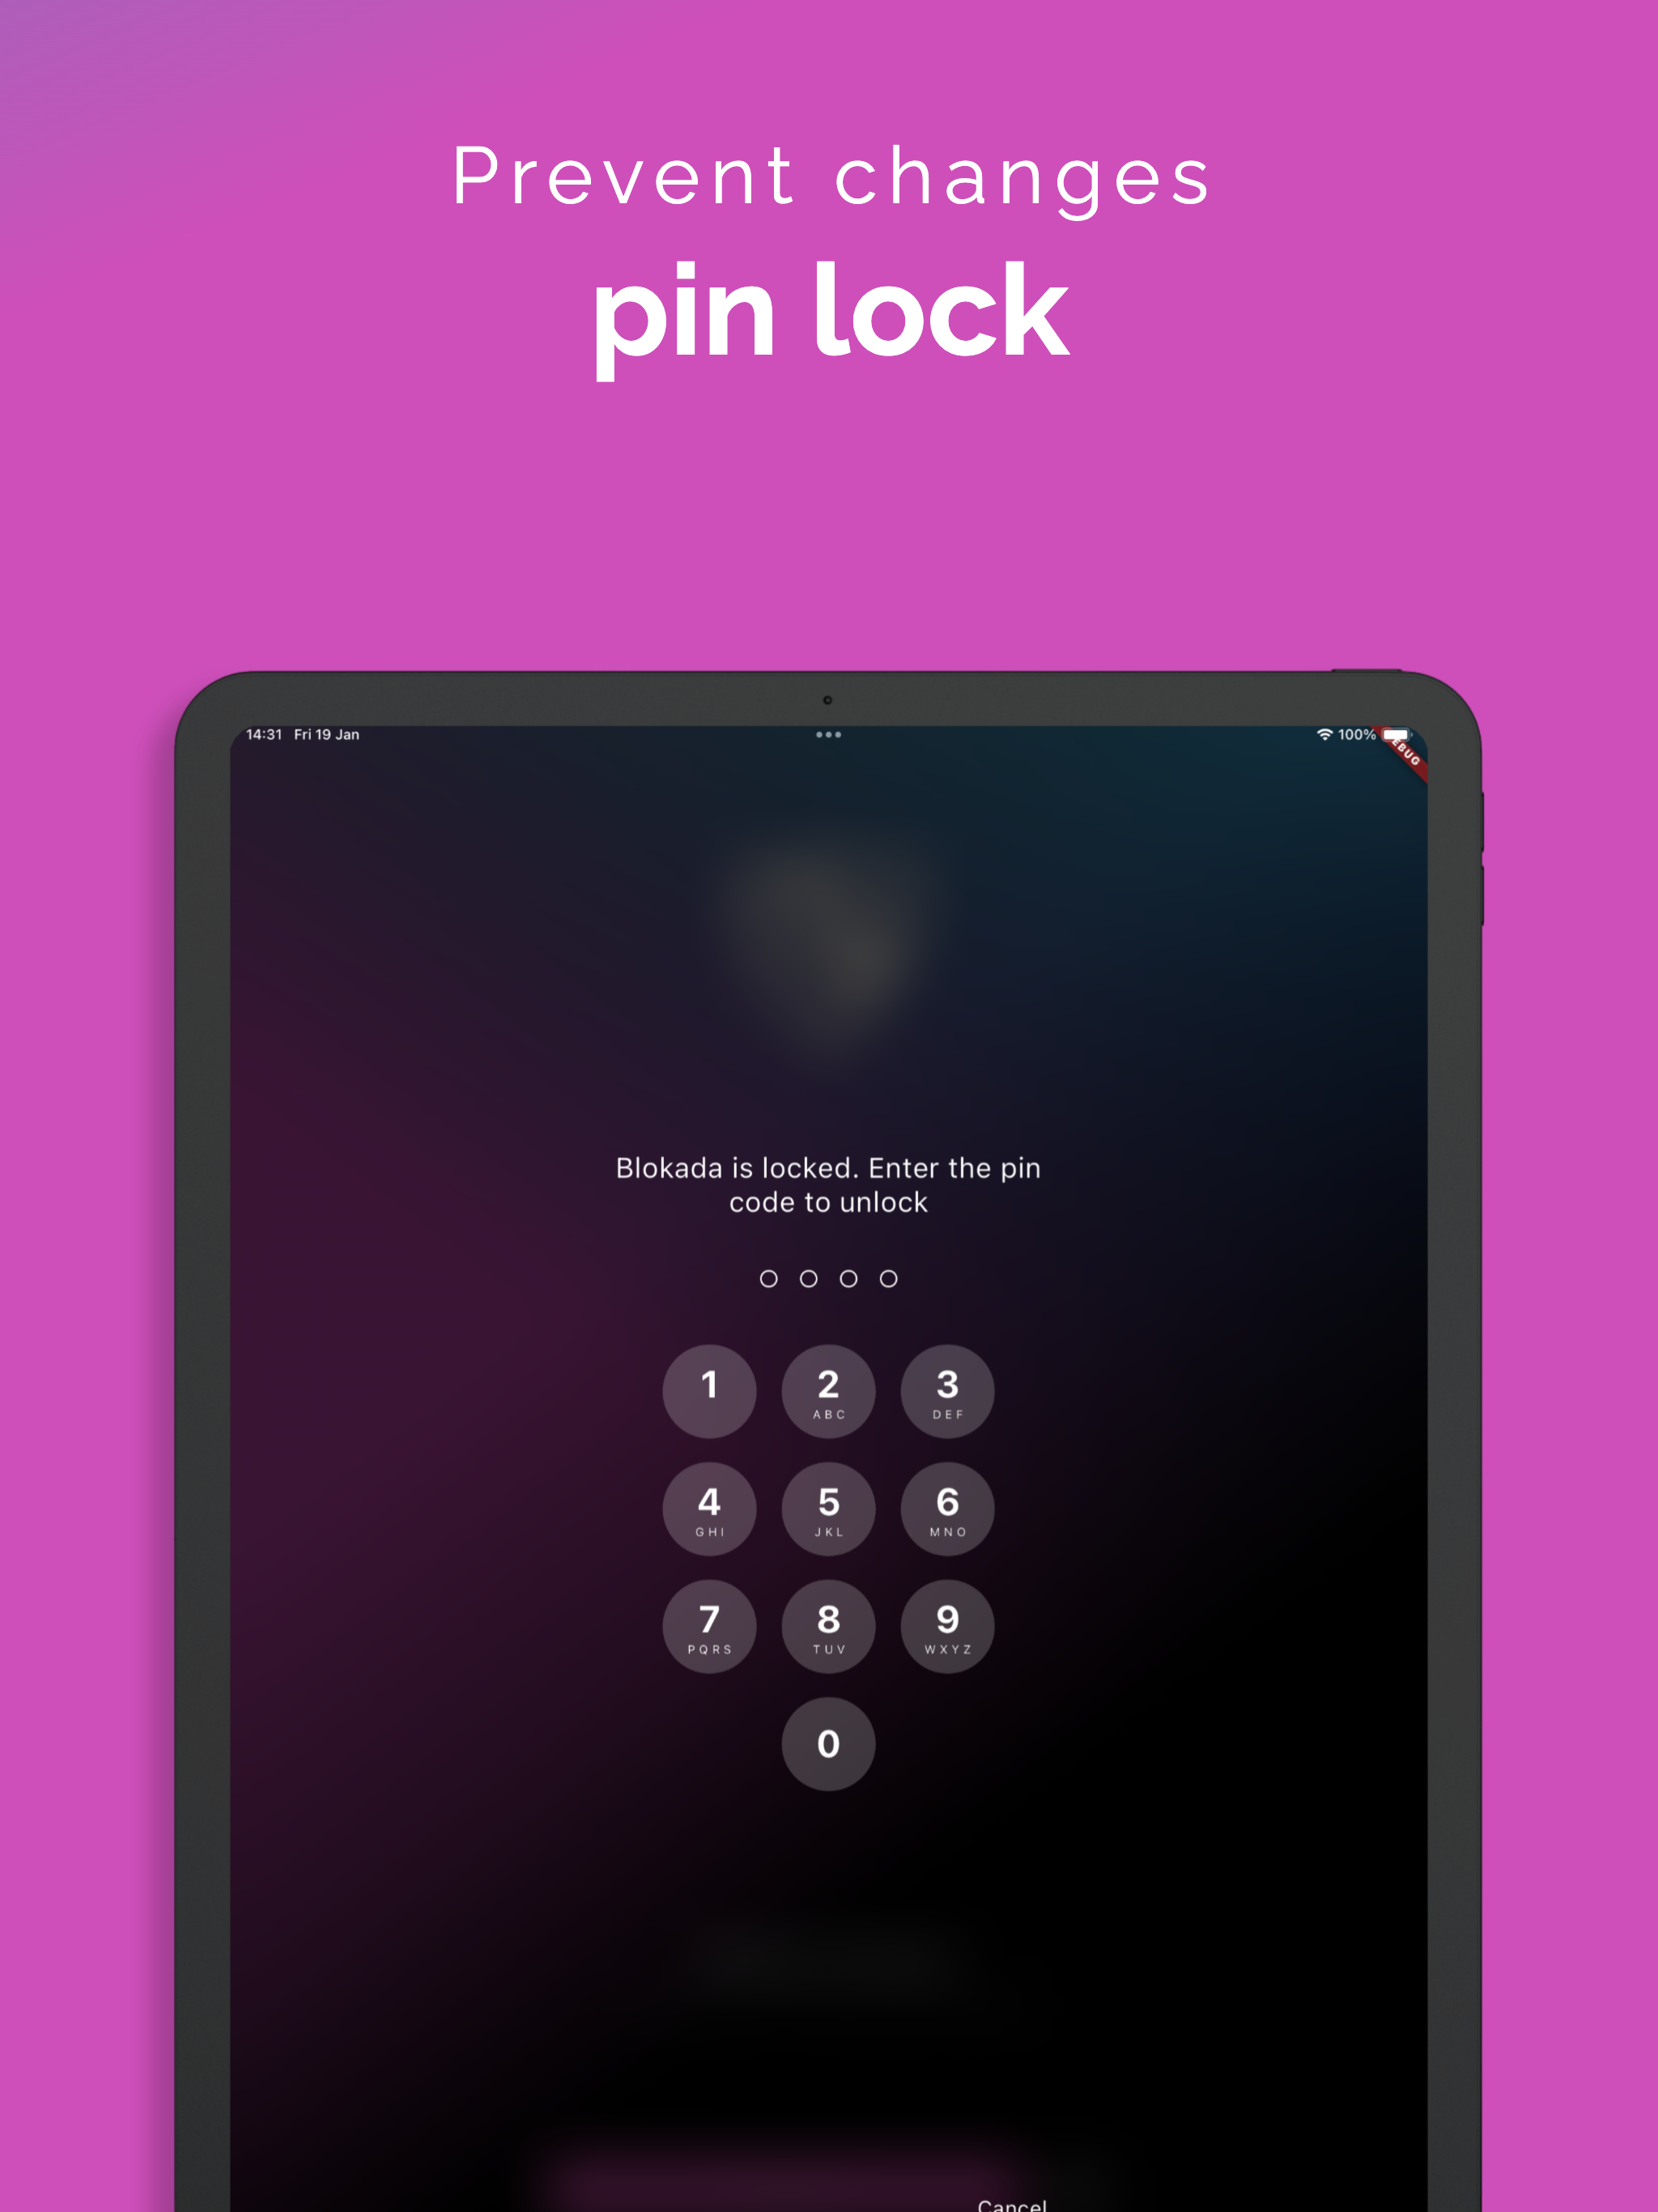 Prevent changes
pin lock
14:31 Fri 19 Jan
100%
EBUG
Blokada is locked. Enter the pin
code to unlock
1
2
3
ABC
DEF
4
5
6
GHI
JKL
MNO
7
8
9
PQRS
TUV
WXYZ
0
Cancel